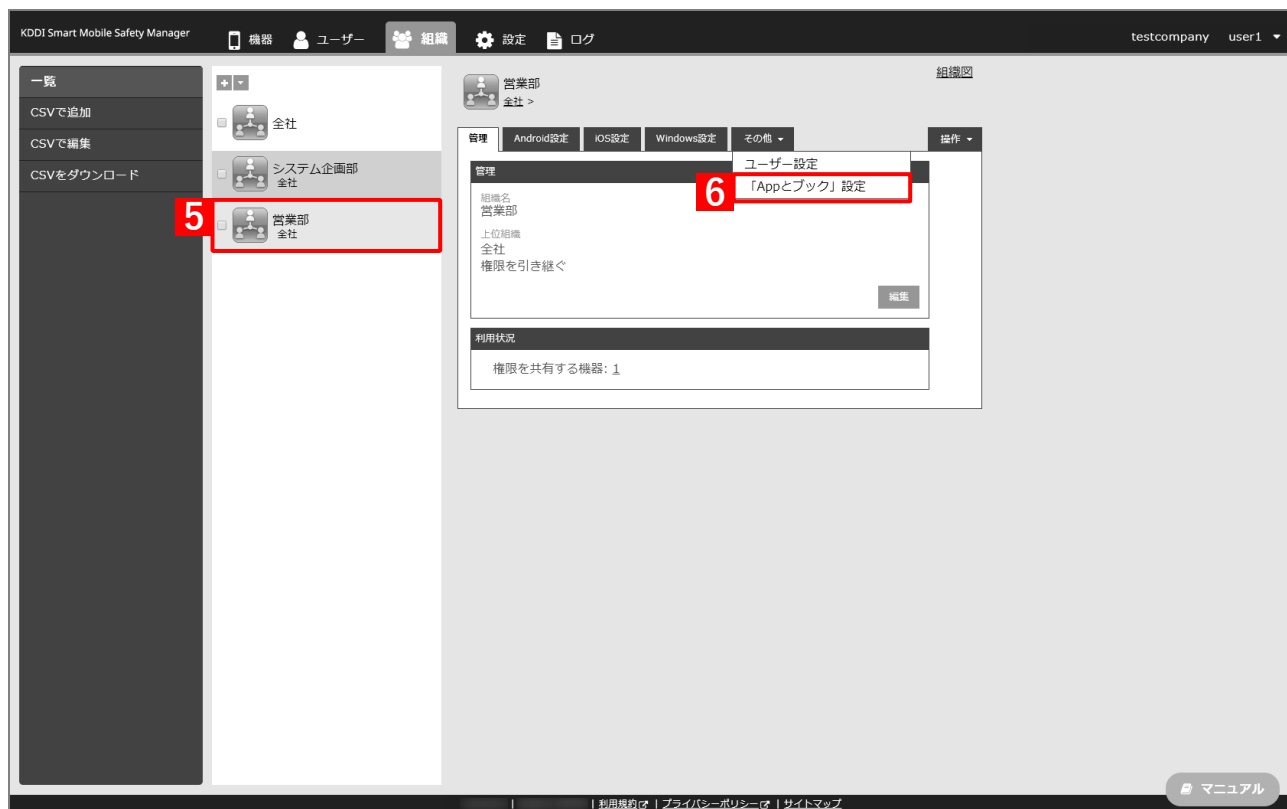 KDDI Smart Mobile Safety Manager
機器
ユーザー
組織
設定
ログ
testcompany
user1
一覧
CSVで追加
CSVで編集
CSVをダウンロード
全社
システム企画部
全社
5
営業部
全社
営業部
全社 >
組織図
管理
Android設定
iOS設定
Windows設定
その他
操作
ユーザー設定
6
「Appとブック」設定
管理
組織名
営業部
上位組織
全社
権限を引き継ぐ
編集
利用状況
権限を共有する機器: 1
マニュアル
| | 利用規約 | プライバシーポリシー | サイトマップ